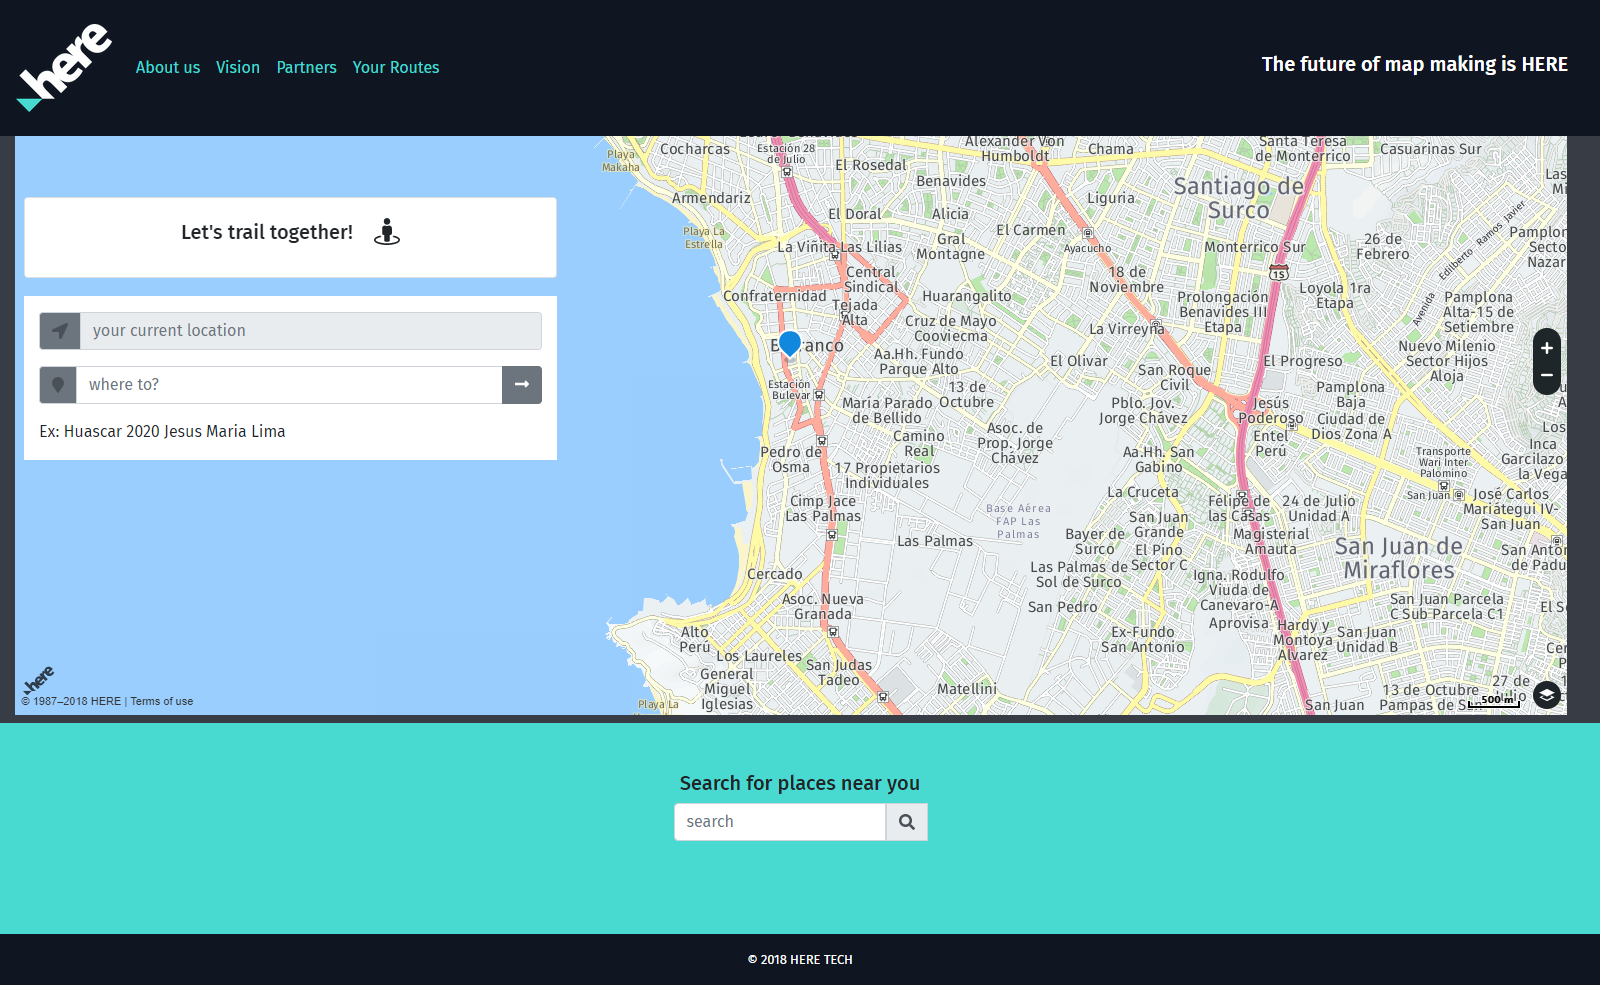 here
About us Vision Partners Your Routes
The future of map making is HERE
Let's trail together!
your current location
where to?
Ex: Huascar 2020 Jesus Maria Lima
Playa
Makaha
Cocharcas
Estación 28
de Julio
El Rosedal
Alexander Von
Humboldt
Chama
Santa Teresa
de Monterrico
Casuarinas Sur
Armendariz
Benavides
Liguria
Santiago de
Surco
El Doral
Alicia
Playa La
Estrella
La Viñita
Las Lilias
Gral
Montagne
El Carmen
Ayacucho
Monterrico Sur
26 de
Febrero
Avenida
Ediberto Ramos Javier
Central
Sindical
18 de
Noviembre
15
Loyola 1ra
Etapa
Confraternidad
Tejada
Alta
Huarangalito
Prolongación
Benavides III
Etapa
Pamplona
Alta-15 de
Setiembre
Cruz de Mayo
Cooviecma
La Virreyna
Aa.Hh. Fundo
Parque Alto
El Olivar
San Roque
Civil
El Progreso
Nuevo Milenio
Sector Hijos
Aloja
Estación
Bulevar
13 de
Octubre
María Parado
de Bellido
Pblo. Jov.
Jorge Chávez
Jesús
Poderoso
Pamplona
Baja
Ciudad de
Dios Zona A
Camino
Real
Asoc. de
Prop. Jorge
Chávez
Entel
Perú
Pedro de
Osma
17 Propietarios
Individuales
Aa.Hh. San
Gabino
Transporte
Wari Inter
Palomino
Inca
Garcilazo
la Vega
Cimp Jace
Las Palmas
Base Aérea
FAP Las
Palmas
La Cruceta
Félipe de
las Casas
24 de Julio
Unidad A
San Juan
José Carlos
Mariátegui IV-
San Juan
Las Palmas
Bayer de
Surco
San Juan
Grande
El Pino
Sector C
Magisterial
Amauta
San Juan de
Miraflores
Cercado
Las Palmas de
Sol de Surco
Igna. Rodulfo
Viuda de
Canevaro-A
Asoc. Nueva
Granada
San Pedro
Aprovisa
San Juan Parcela
C Sub Parcela C1
Alto
Perú
Ex-Fundo
San Antonio
Hardy y
Montoya
Alvarez
San Juan
Unidad B
Los Laureles
San Judas
Tadeo
General
Miguel
Iglesias
Matellini
Playa La
San Juan
13 de Octubre
Pampas de
27 de
500 m
here
© 1987–2018 HERE | Terms of use
Search for places near you
search
© 2018 HERE TECH